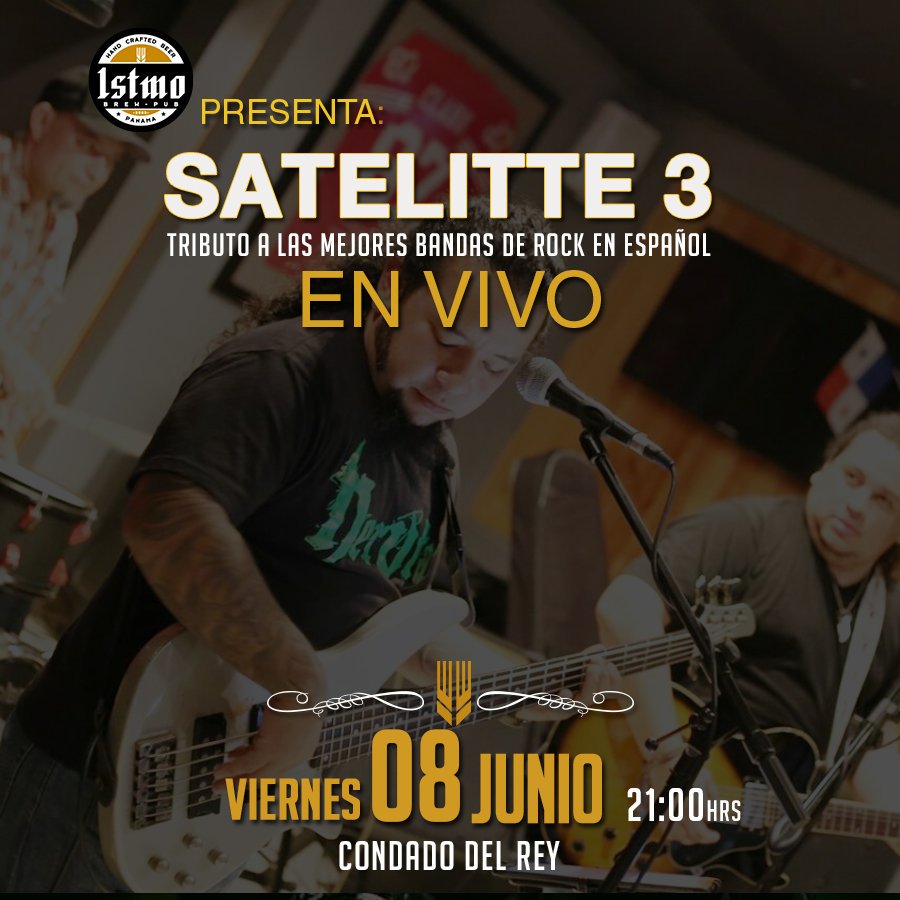 HAND CRAFTED BEER
Istmo
BREW-PUB
PANAMA
PRESENTA:
SATELITTE 3
TRIBUTO A LAS MEJORES BANDAS DE ROCK EN ESPAÑOL
EN VIVO
VIERNES 08 JUNIO 21:00HRS
CONDADO DEL REY